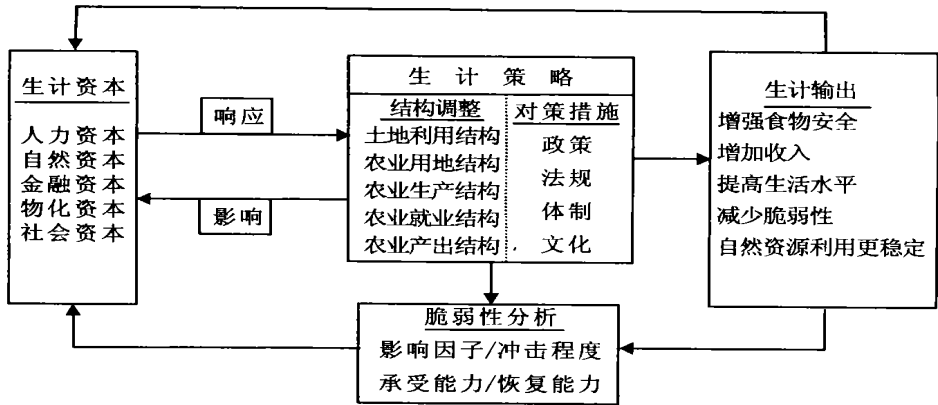 生计资本
人力资本
自然资本
金融资本
物化资本
社会资本
响应
影响
生计策略
结构调整
土地利用结构
农业用地结构
农业生产结构
农业就业结构
农业产出结构
对策措施
政策
法规
体制
文化
生计输出
增强食物安全
增加收入
提高生活水平
减少脆弱性
自然资源利用更稳定
脆弱性分析
影响因子/冲击程度
承受能力/恢复能力